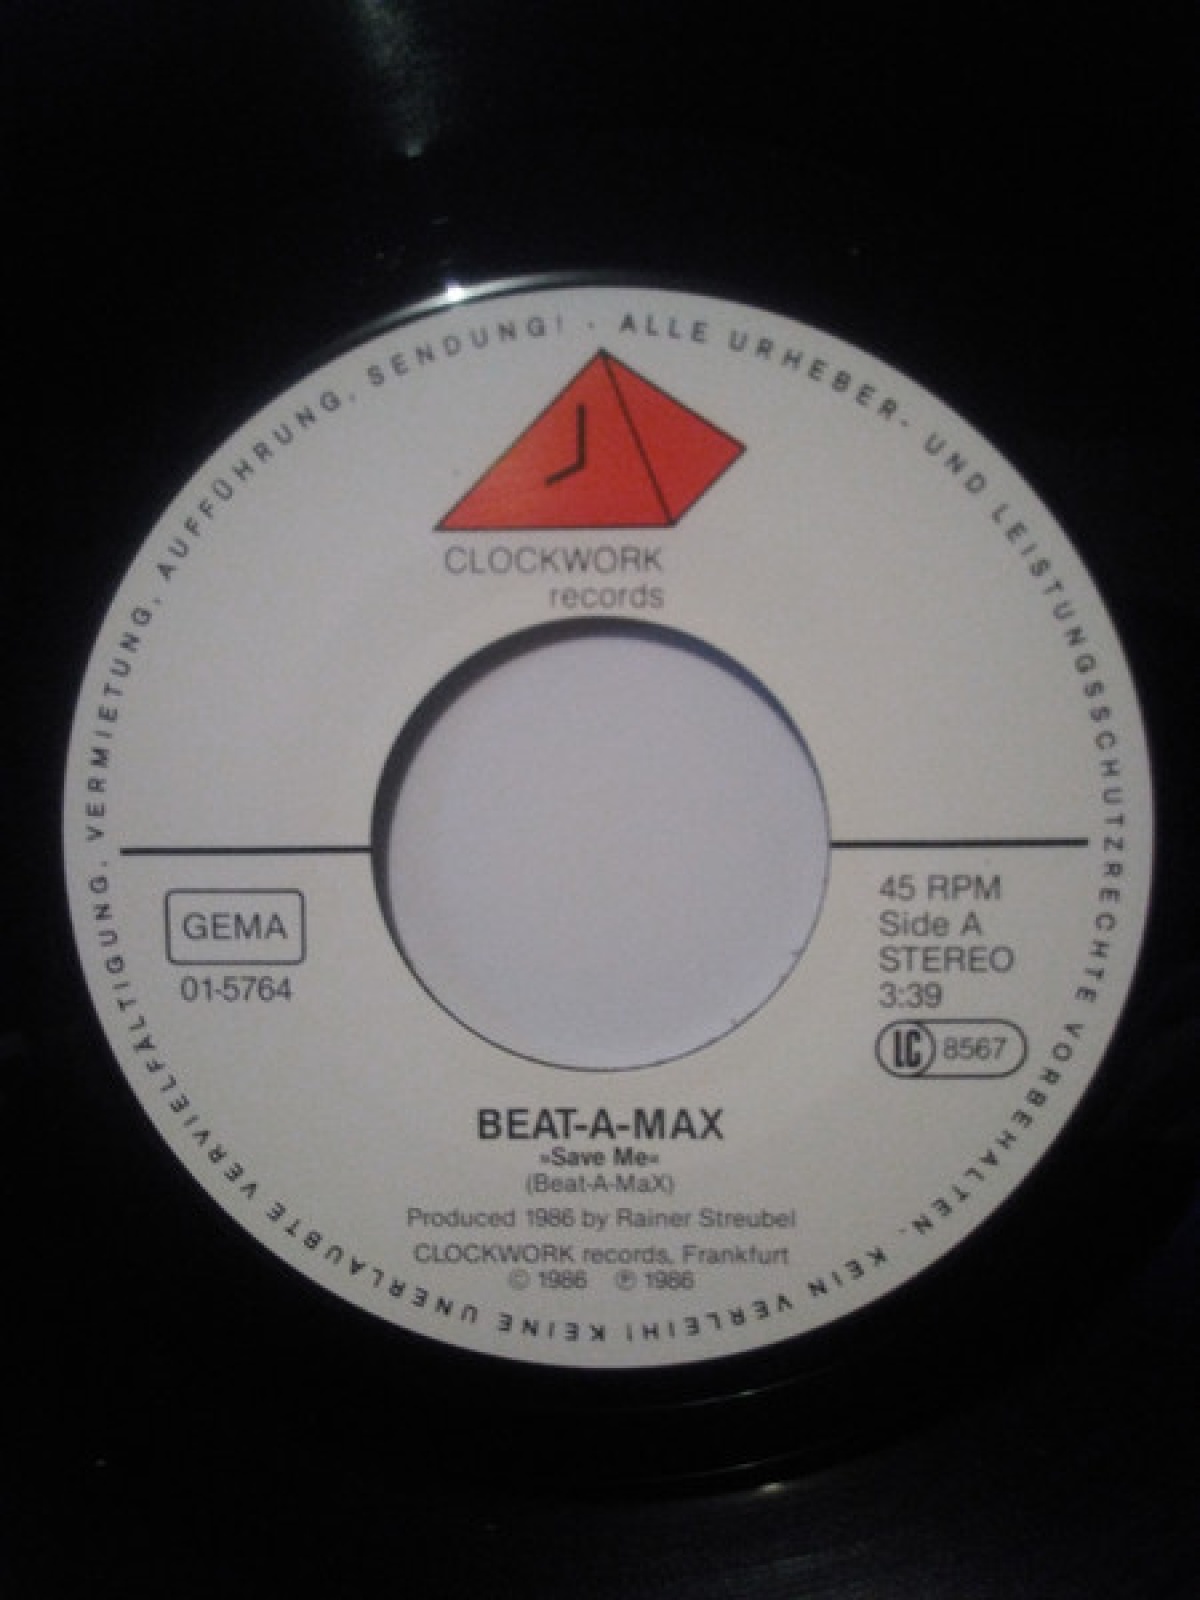 ALLE URHEBER- UND LEISTUNGSSCHUTZRECHTE VORBEHALTEN. KEIN VERLEIH! KEINE UNERLAUBTE VERVIELFÄLTIGUNG, VERMIETUNG, AUFFÜHRUNG, SENDUNG! ·
CLOCKWORK
records
GEMA
01-5764
45 RPM
Side A
STEREO
3:39
LC 8567
BEAT-A-MAX
»Save Me«
(Beat-A-MaX)
Produced 1986 by Rainer Streubel
CLOCKWORK records, Frankfurt
© 1986 ℗ 1986